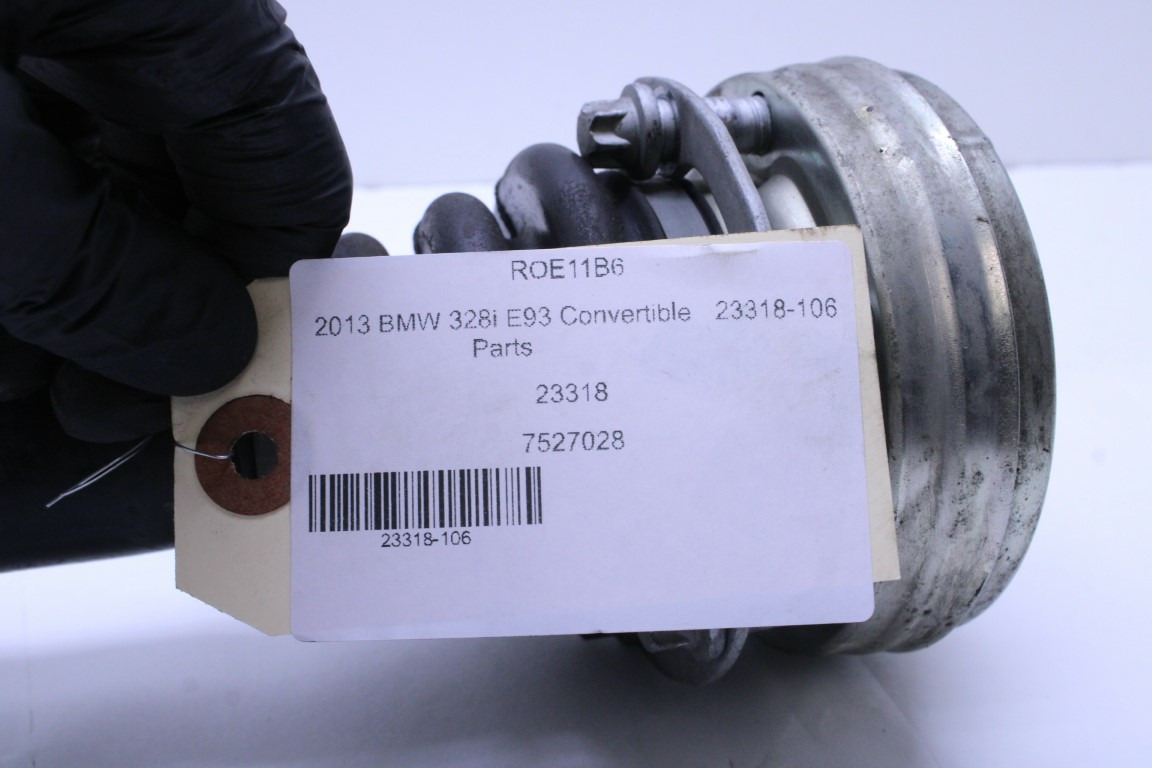 ROE11B6
2013 BMW 328i E93 Convertible 23318-106
Parts
23318
7527028
23318-106